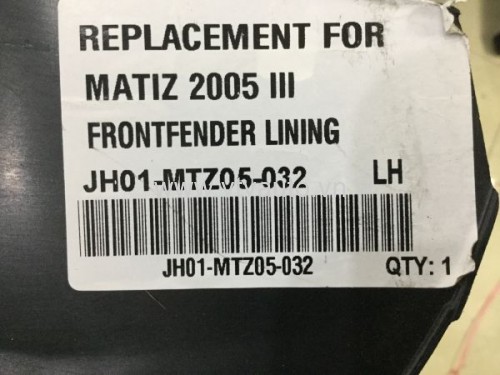 REPLACEMENT FOR
MATIZ 2005 III
FRONTFENDER LINING
JH01-MTZ05-032 LH
JH01-MTZ05-032 QTY: 1